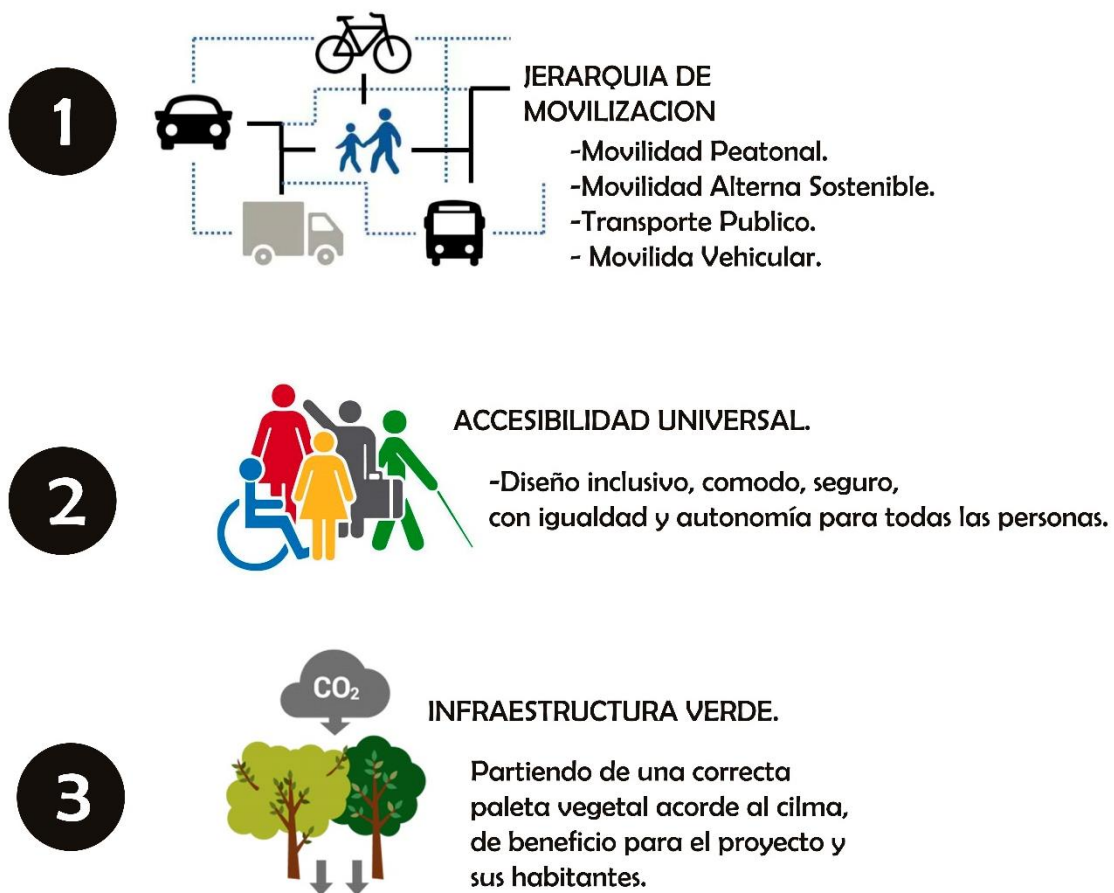 1
JERARQUIA DE
MOVILIZACION
-Movilidad Peatonal.
-Movilidad Alterna Sostenible.
-Transporte Publico.
- Movilida Vehicular.
2
ACCESIBILIDAD UNIVERSAL.
-Diseño inclusivo, comodo, seguro,
con igualdad y autonomía para todas las personas.
3
CO₂
INFRAESTRUCTURA VERDE.
Partiendo de una correcta
paleta vegetal acorde al cilma,
de beneficio para el proyecto y
sus habitantes.